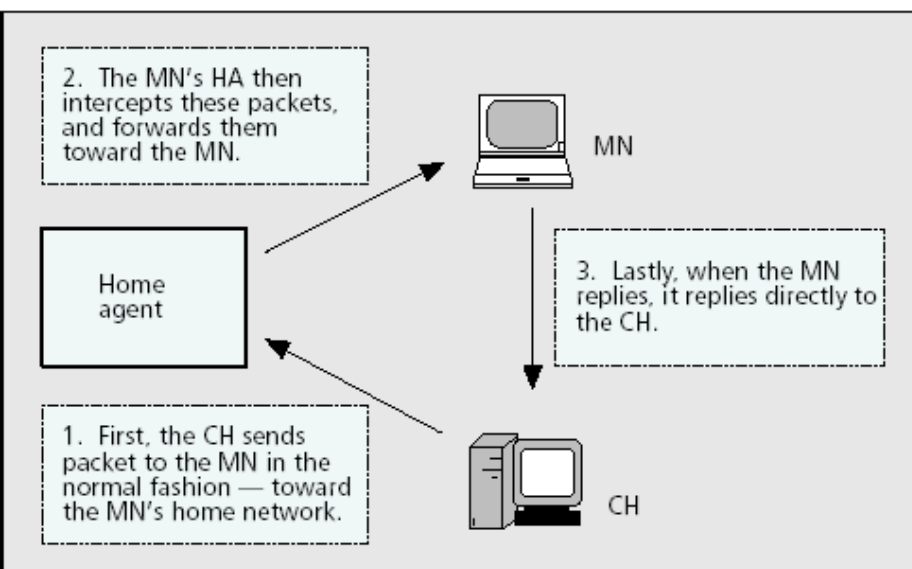 2. The MN's HA then
intercepts these packets,
and forwards them
toward the MN.
MN
Home
agent
3. Lastly, when the MN
replies, it replies directly to
the CH.
1. First, the CH sends
packet to the MN in the
normal fashion — toward
the MN's home network.
CH